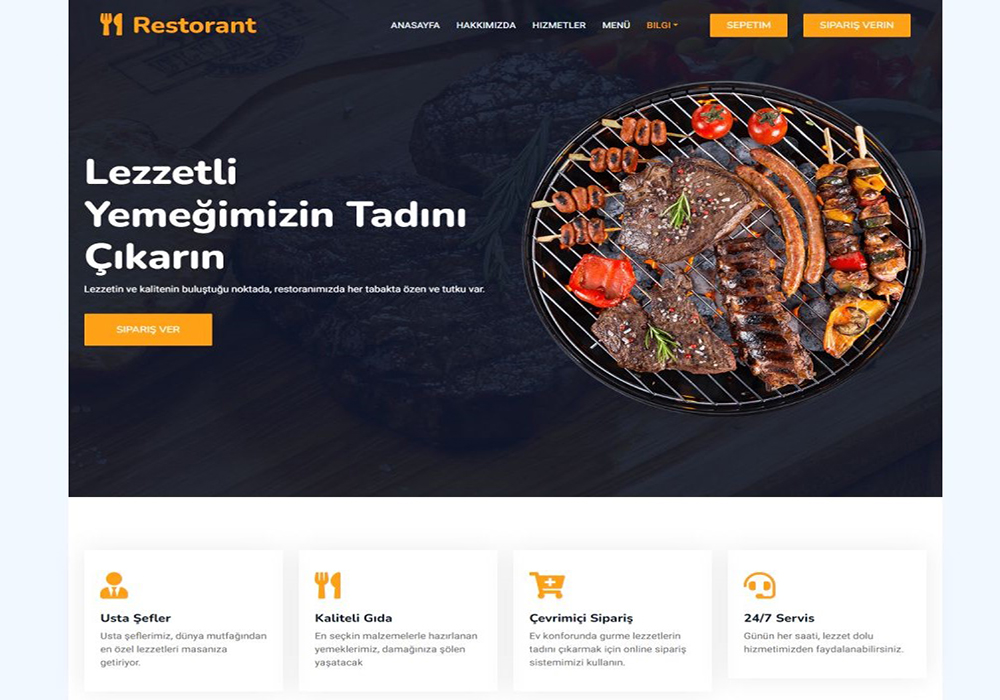 Restorant
ANASAYFA HAKKIMIZDA HIZMETLER MENÜ BILGI SEPETIM SIPARIŞ VERIN
Lezzetli
Yemeğimizin Tadını
Çıkarın
Lezzetin ve kalitenin buluştuğu noktada, restoranımızda her tabakta özen ve tutku var.
SIPARIŞ VER
Usta Şefler
Usta şeflerimiz, dünya mutfağından
en özel lezzetleri masanıza
getiriyor.
Kaliteli Gıda
En seçkin malzemelerle hazırlanan
yemeklerimiz, damağınıza şölen
yaşatacak
Çevrimiçi Sipariş
Ev konforunda gurme lezzetlerin
tadını çıkarmak için online sipariş
sistemimizi kullanın.
24/7 Servis
Günün her saati, lezzet dolu
hizmetimizden faydalanabilirsiniz.